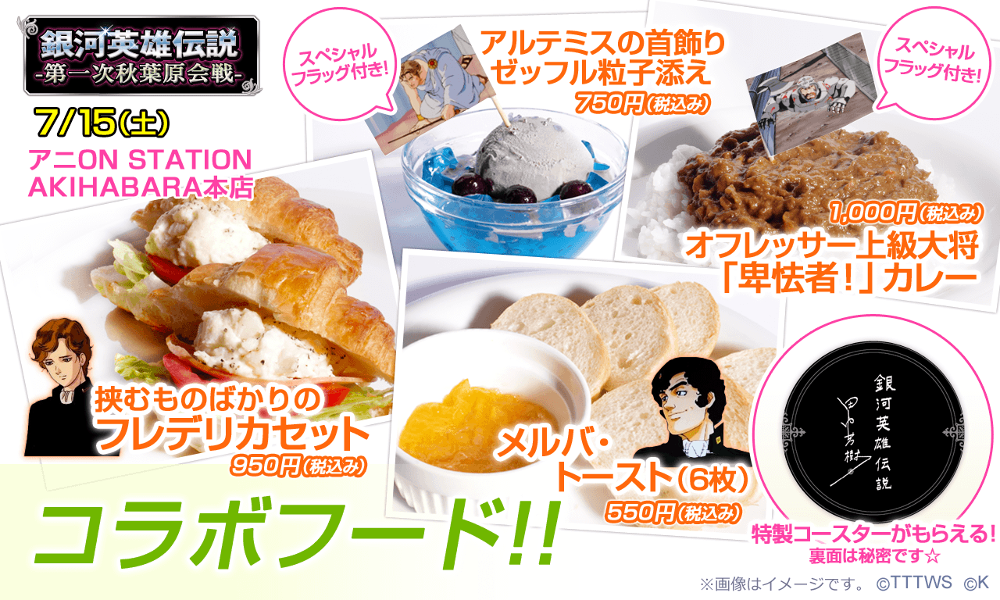 銀河英雄伝説
-第一次秋葉原会戦-
7/15(土)
アニON STATION
AKIHABARA本店
スペシャル
フラッグ付き!
アルテミスの首飾り
ゼッフル粒子添え
750円(税込み)
スペシャル
フラッグ付き!
1,000円(税込み)
オフレッサー上級大将
「卑怯者!」カレー
挟むものばかりの
フレデリカセット
950円(税込み)
メルバ・
トースト(6枚)
550円(税込み)
銀河英雄伝説
田中芳樹
特製コースターがもらえる!
裏面は秘密です☆
コラボフード!!
※画像はイメージです。 ©TTTWS ©K